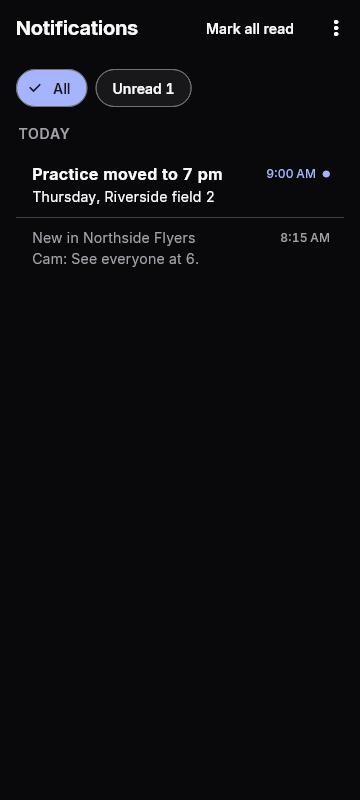 Notifications
Mark all read
All
Unread 1
TODAY
Practice moved to 7 pm
9:00 AM
Thursday, Riverside field 2
New in Northside Flyers
8:15 AM
Cam: See everyone at 6.